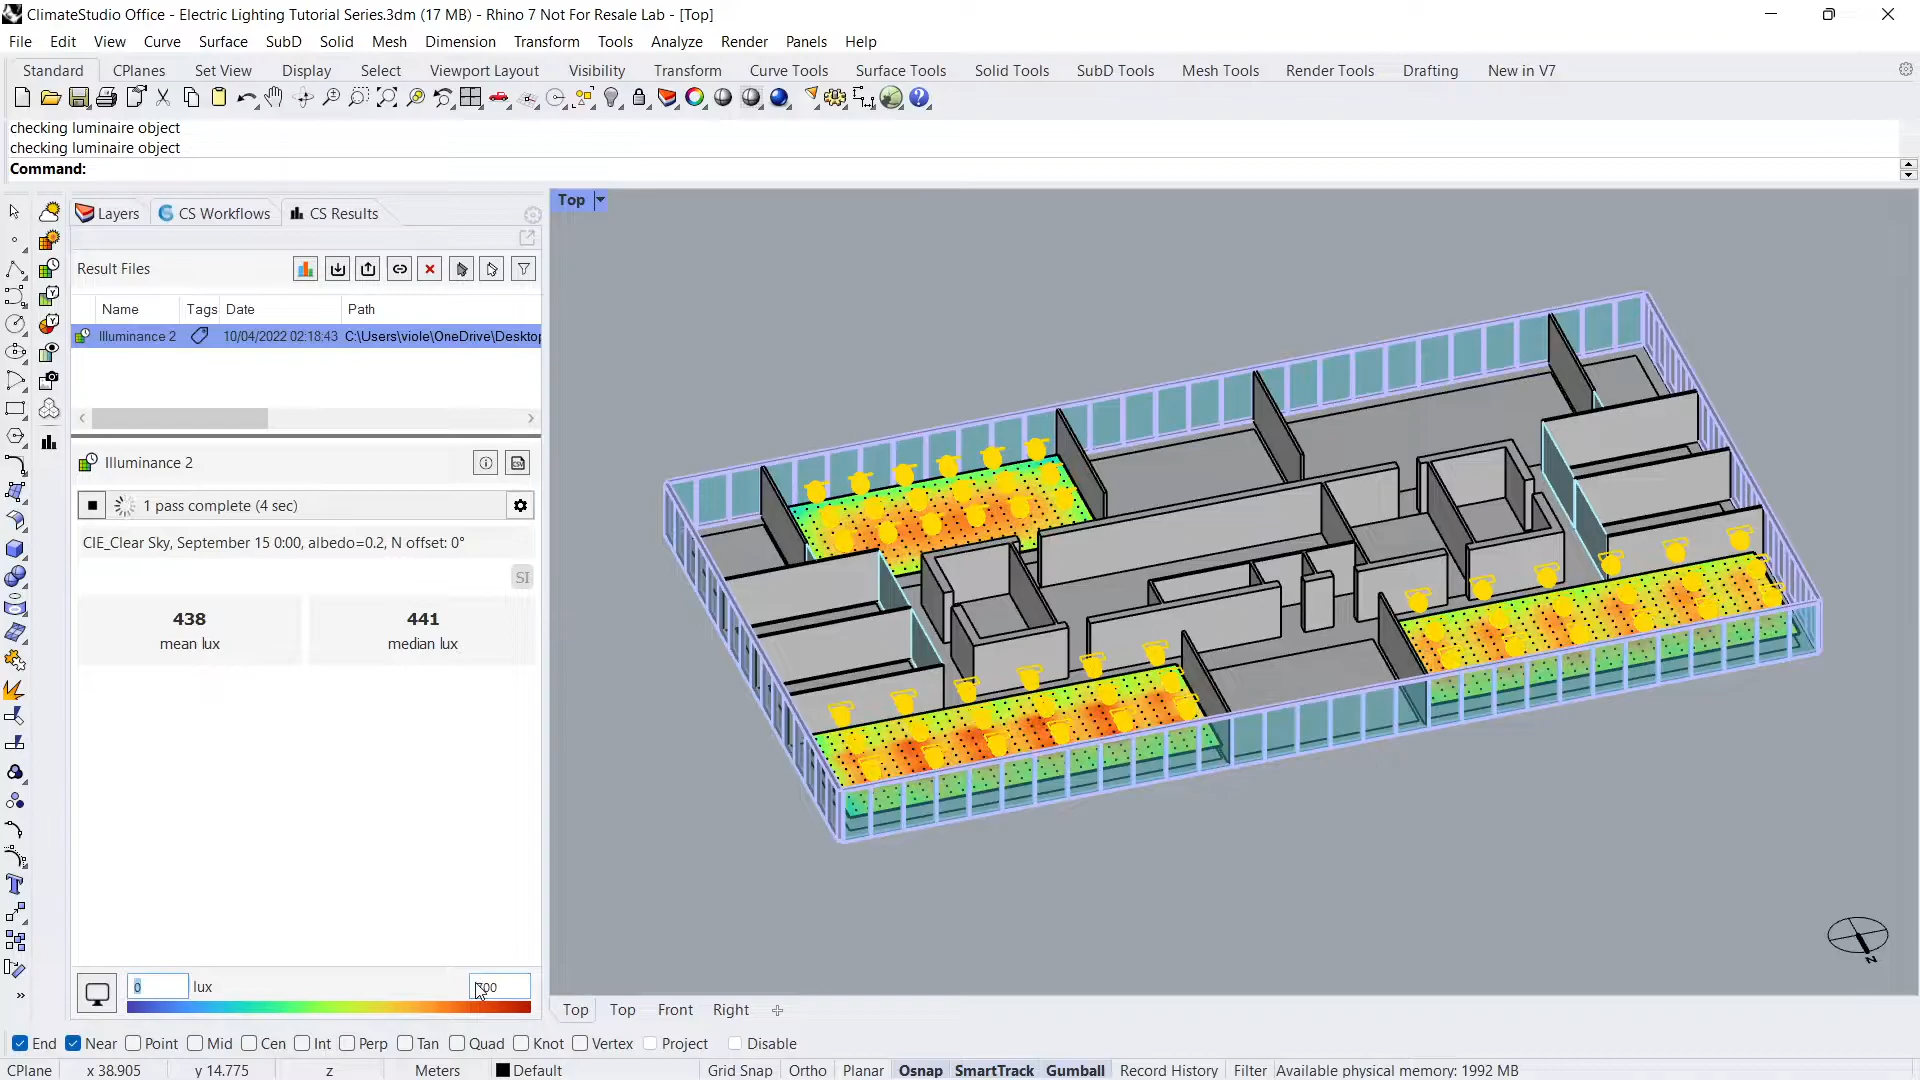 ClimateStudio Office - Electric Lighting Tutorial Series.3dm (17 MB) - Rhino 7 Not For Resale Lab - [Top]
File Edit View Curve Surface SubD Solid Mesh Dimension Transform Tools Analyze Render Panels Help
Standard CPlanes Set View Display Select Viewport Layout Visibility Transform Curve Tools Surface Tools Solid Tools SubD Tools Mesh Tools Render Tools Drafting New in V7
checking luminaire object
checking luminaire object
Command:
Top
Layers CS Workflows CS Results
Result Files
Name Tags Date Path
Illuminance 2 10/04/2022 02:18:43 C:\Users\viole\OneDrive\Desktop
Illuminance 2
1 pass complete (4 sec)
CIE_Clear Sky, September 15 0:00, albedo=0.2, N offset: 0°
SI
438 441
mean lux median lux
N
0 lux
Top Top Front Right
End Near Point Mid Cen Int Perp Tan Quad Knot Vertex Project Disable
CPlane x 38.905 y 14.775 z Meters Default Grid Snap Ortho Planar Osnap SmartTrack Gumball Record History Filter Available physical memory: 1992 MB